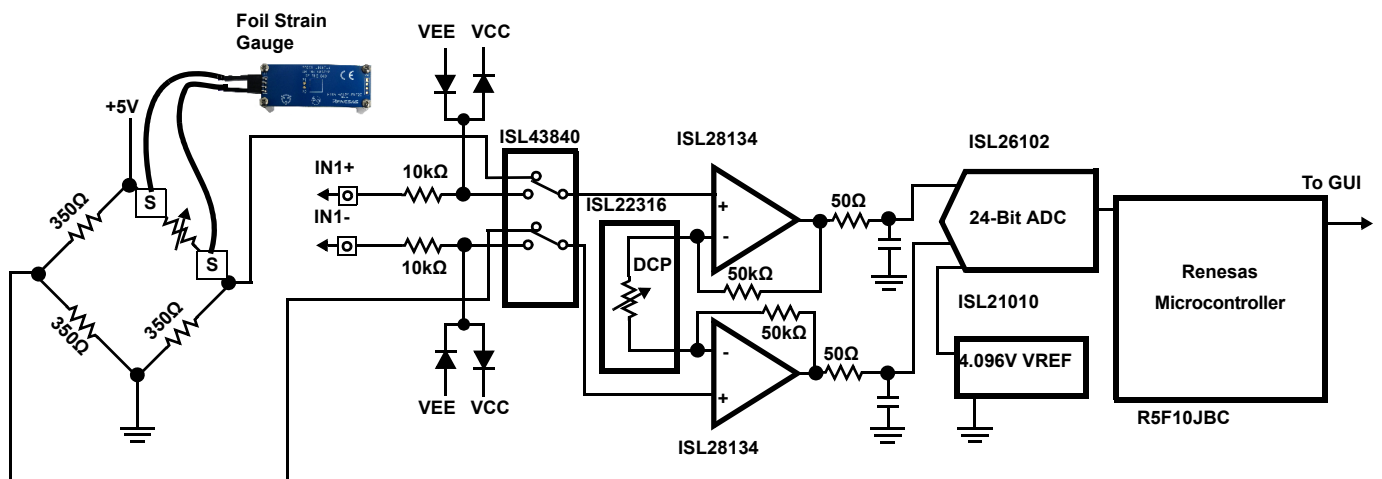 Foil Strain
Gauge
VEE
VCC
+5V
S
S
350Ω
350Ω
350Ω
IN1+
IN1-
10kΩ
10kΩ
VEE
VCC
ISL43840
ISL22316
DCP
ISL28134
+
-
50kΩ
50kΩ
-
+
ISL28134
50Ω
50Ω
ISL26102
24-Bit ADC
ISL21010
4.096V VREF
Renesas
Microcontroller
R5F10JBC
To GUI